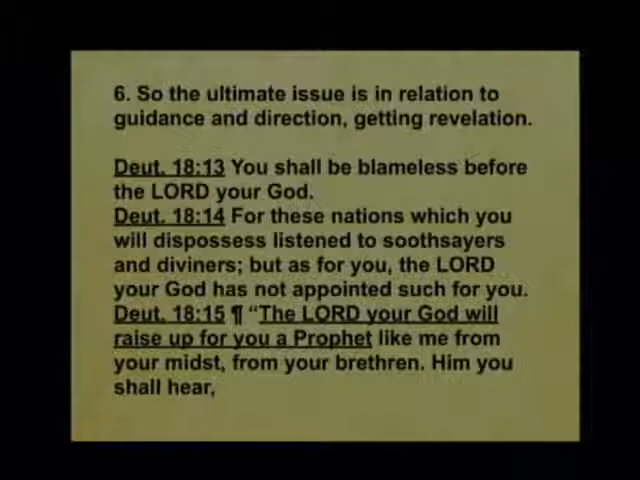 6. So the ultimate issue is in relation to
guidance and direction, getting revelation.
Deut. 18:13 You shall be blameless before
the LORD your God.
Deut. 18:14 For these nations which you
will dispossess listened to soothsayers
and diviners; but as for you, the LORD
your God has not appointed such for you.
Deut. 18:15 ¶ “The LORD your God will
raise up for you a Prophet like me from
your midst, from your brethren. Him you
shall hear,